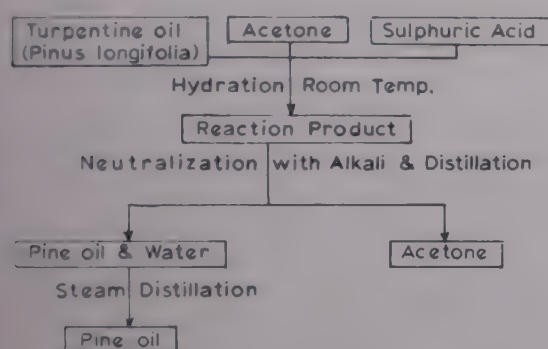 Turpentine oil
(Pinus longifolia)
Acetone
Sulphuric Acid
Hydration Room Temp.
Reaction Product
Neutralization with Alkali & Distillation
Pine oil & Water
Acetone
Steam Distillation
Pine oil